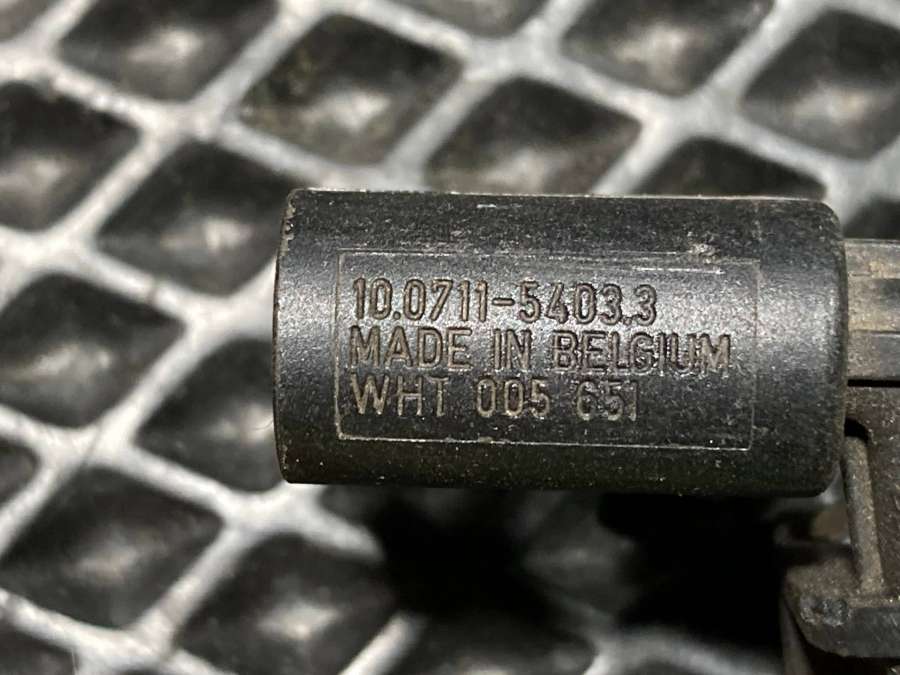 10.0711-5403.3
MADE IN BELGIUM
WHT 005 651